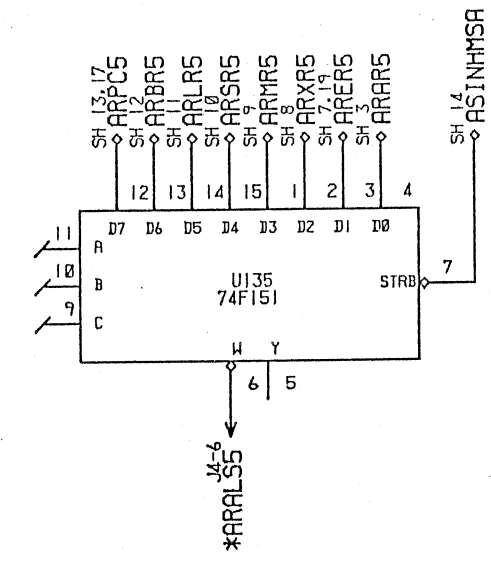 SH 13,17
ARPC5
SH 12
ARBR5
SH 11
ARLR5
SH 10
ARSR5
SH 9
ARMR5
SH 8
ARXR5
SH 7,19
ARER5
SH 3
ARAR5
SH 14
ASINHMSA
12 13 14 15 1 2 3 4
D7 D6 D5 D4 D3 D2 D1 D0
11 A
10 B
9 C
U135
74F151
STRB 7
W Y
6 5
J4-6
*ARALS5